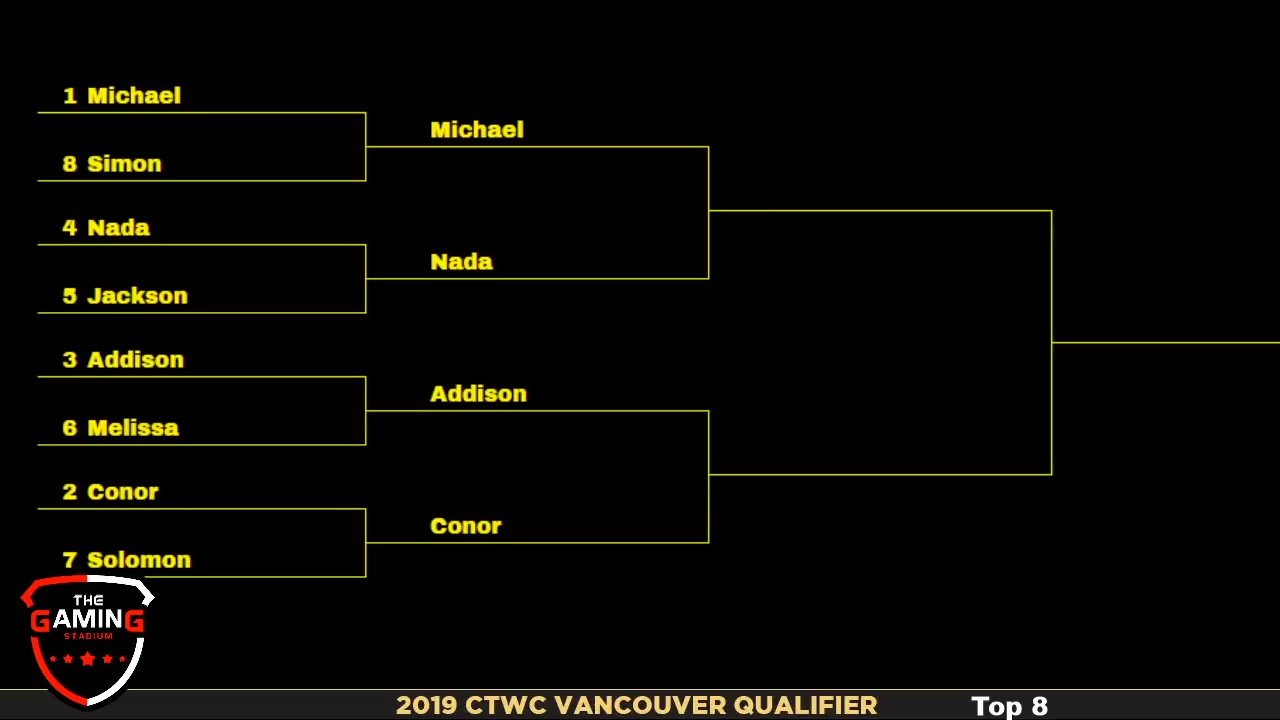 1 Michael
Michael
8 Simon
4 Nada
Nada
5 Jackson
3 Addison
Addison
6 Melissa
2 Conor
Conor
7 Solomon
THE
GAMING
STADIUM
2019 CTWC VANCOUVER QUALIFIER
Top 8